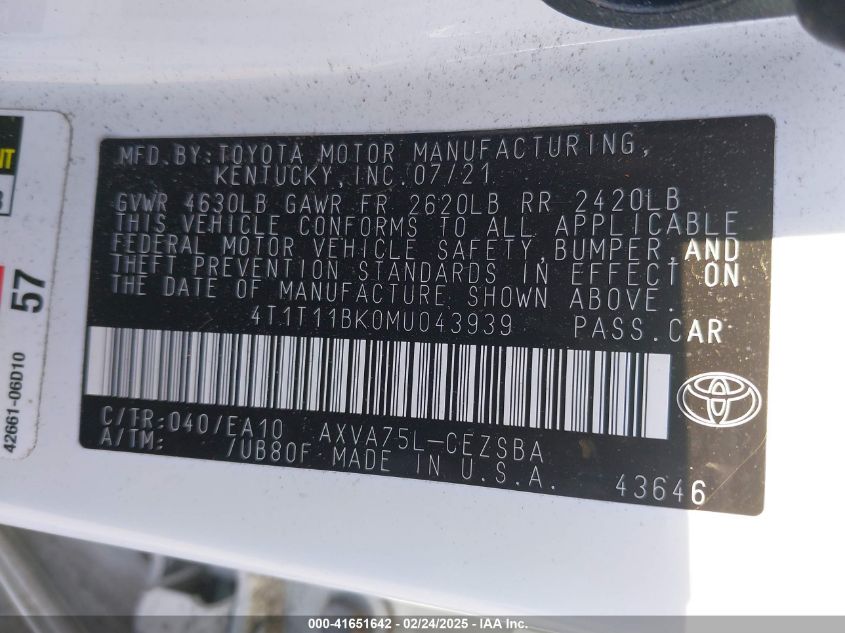 MFD.BY:TOYOTA MOTOR MANUFACTURING,
KENTUCKY,INC.07/21
GVWR 4630LB GAWR FR 2620LB RR 2420LB
THIS VEHICLE CONFORMS TO ALL APPLICABLE
FEDERAL MOTOR VEHICLE SAFETY,BUMPER,AND
THEFT PREVENTION STANDARDS IN EFFECT ON
THE DATE OF MANUFACTURE SHOWN ABOVE.
4T1T11BK0MU043939 PASS.CAR
C/TR:040/EA10 AXVA75L-CEZSBA
A/TM: /UB80F MADE IN U.S.A.
43646
57
42661-06D10
000-41651642 - 02/24/2025 - IAA Inc.